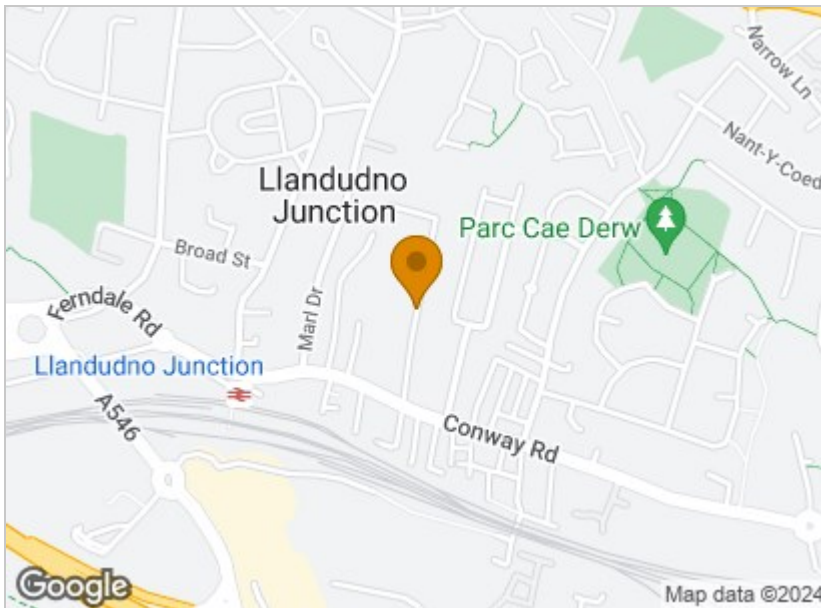 Narrow Ln
Nant-Y-Coed
Llandudno
Junction
Parc Cae Derw
Broad St
Marl Dr
Ferndale Rd
Llandudno Junction
A546
Conway Rd
Google
Map data ©2024